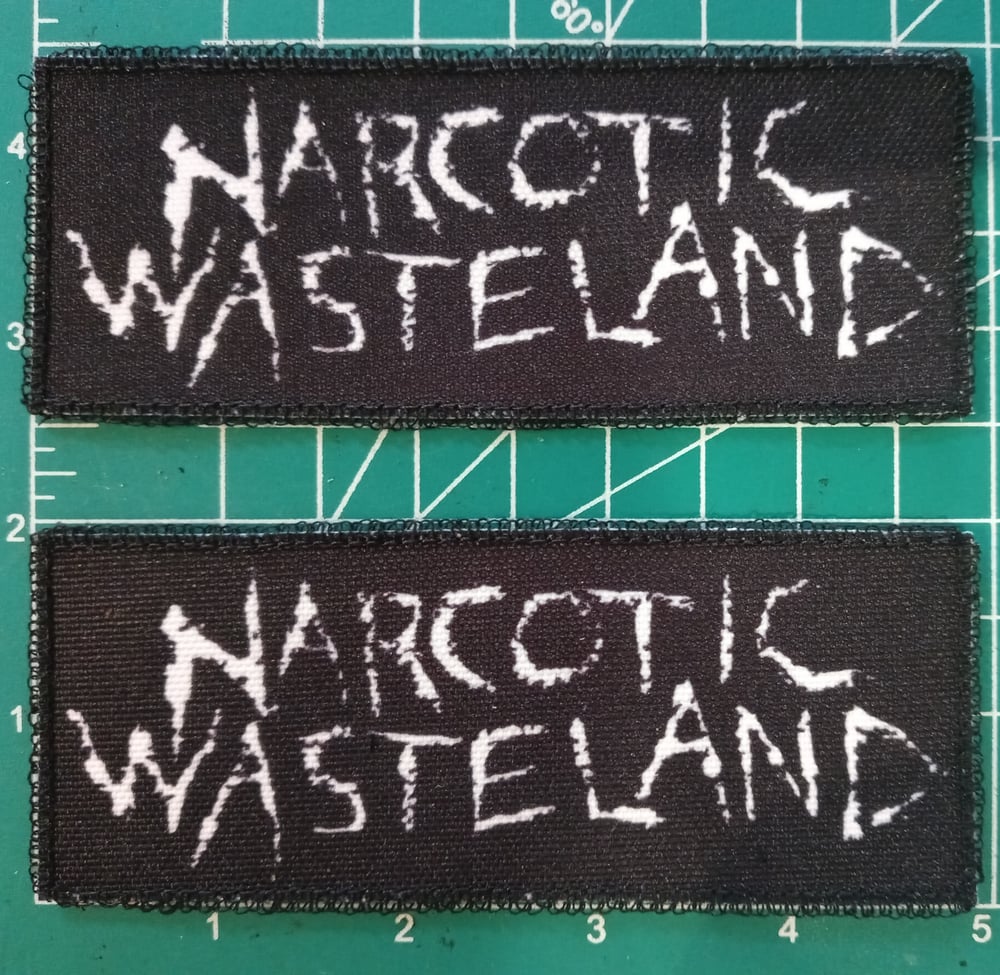 60°
4
NARCOTIC
WASTELAND
3
2
NARCOTIC
WASTELAND
1
1 2 3 4 5